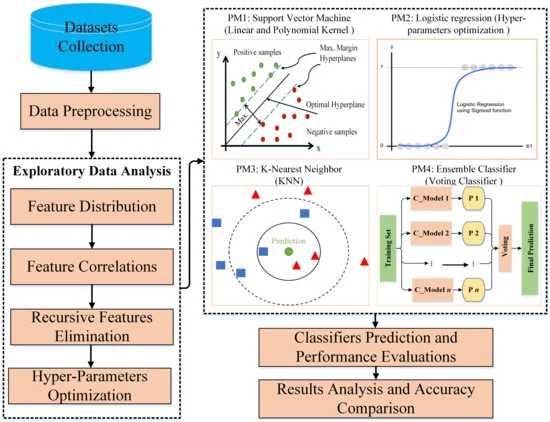 Datasets
Collection
Data Preprocessing
Exploratory Data Analysis
Feature Distribution
Feature Correlations
Recursive Features
Elimination
Hyper-Parameters
Optimization
PM1: Support Vector Machine
(Linear and Polynomial Kernel )
y
Positive samples
Max, Margin
Hyperplanes
Max.
Optimal Hyperplane
Negative samples
x
PM2: Logistic regression (Hyper-
parameters optimization )
y
1
Logistic Regression
using Sigmoid function
0
X1
PM3: K-Nearest Neighbor
(KNN)
Prediction
PM4: Ensemble Classifier
(Voting Classifier )
Training Set
C_Model 1
P 1
C_Model 2
P 2
C_Model n
P n
Voting
Final Prediction
Classifiers Prediction and
Performance Evaluations
Results Analysis and Accuracy
Comparison